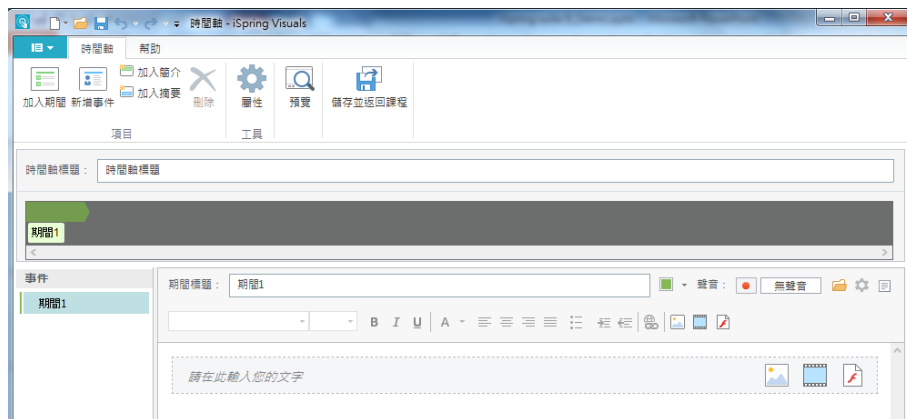 時間軸 - iSpring Visuals
時間軸 幫助
加入期間 新增事件 加入簡介 加入摘要 刪除 屬性 預覽 儲存並返回課程
項目 工具
時間軸標題： 時間軸標題
期間1
事件
期間1
期間標題： 期間1 聲音： 無聲音
B I U A
請在此輸入您的文字